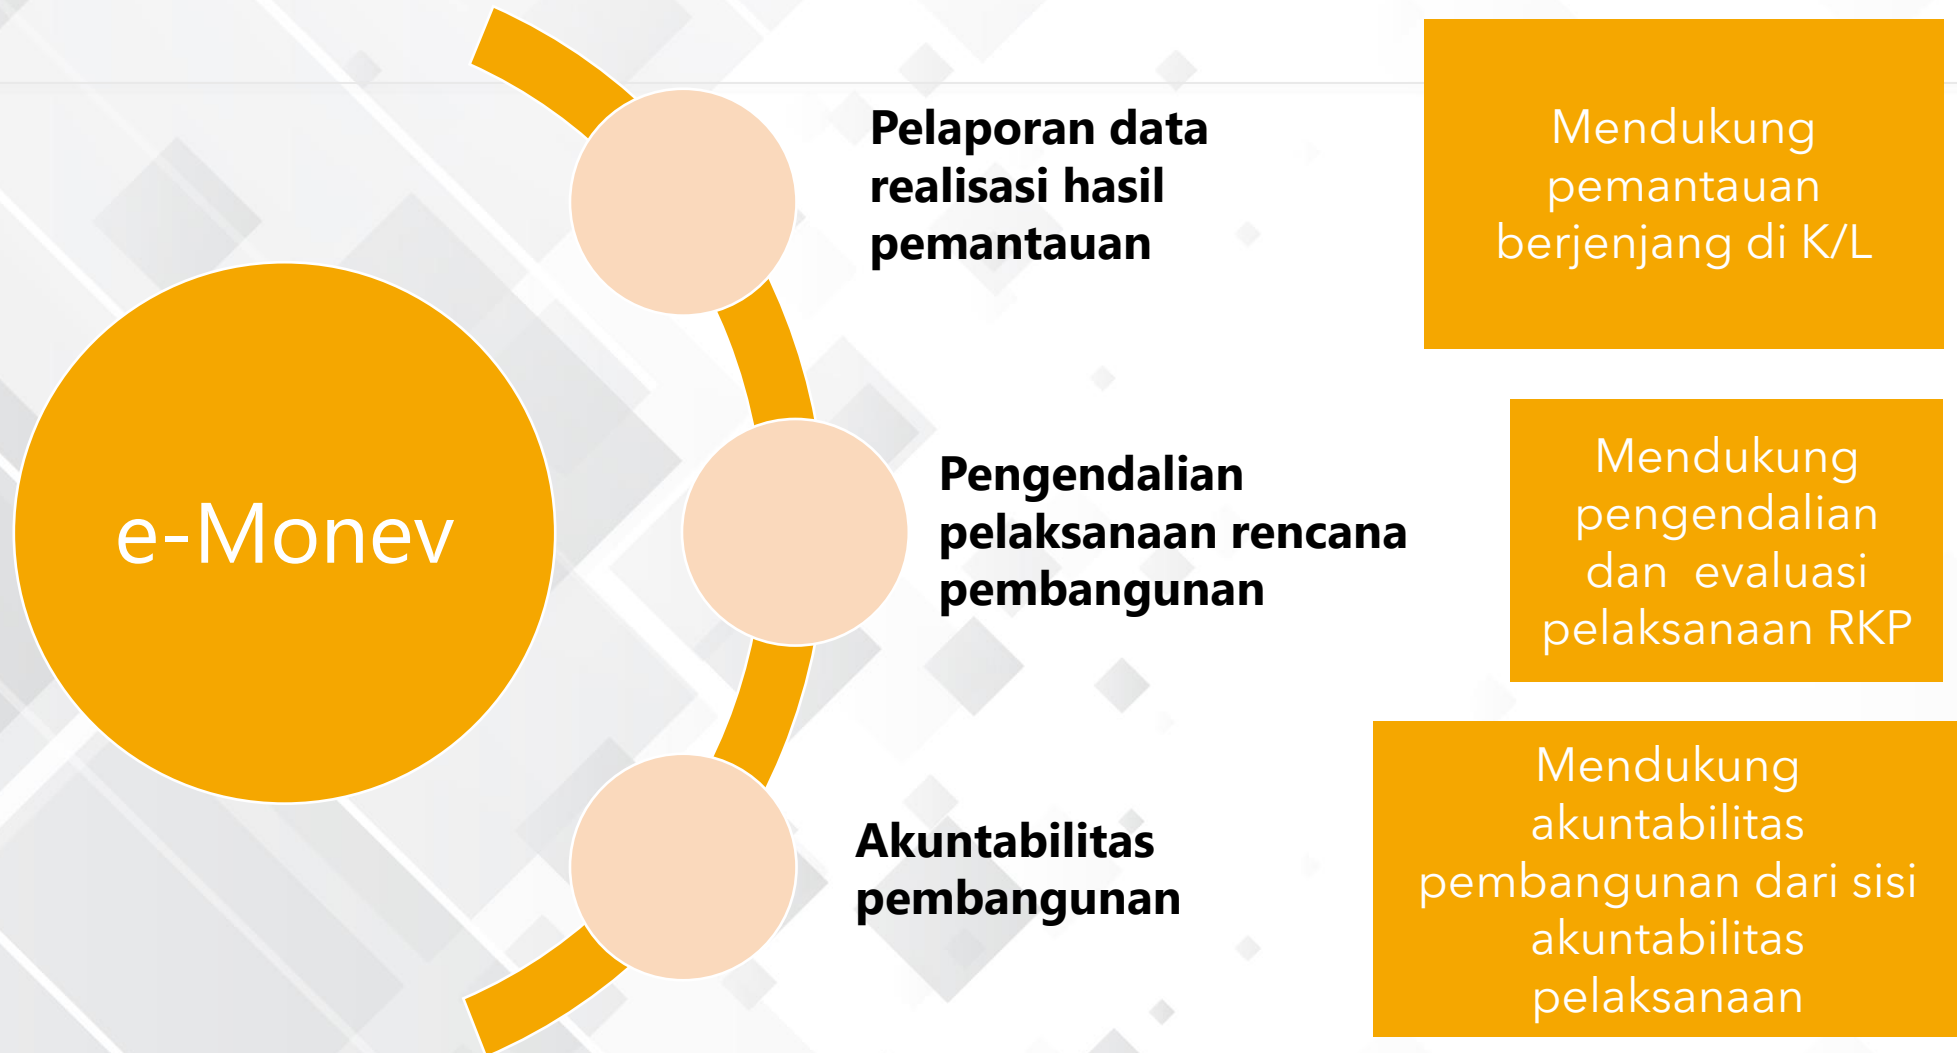 e-Monev
Pelaporan data
realisasi hasil
pemantauan
Mendukung
pemantauan
berjenjang di K/L
Pengendalian
pelaksanaan rencana
pembangunan
Mendukung
pengendalian
dan  evaluasi
pelaksanaan RKP
Akuntabilitas
pembangunan
Mendukung
akuntabilitas
pembangunan dari sisi
akuntabilitas
pelaksanaan